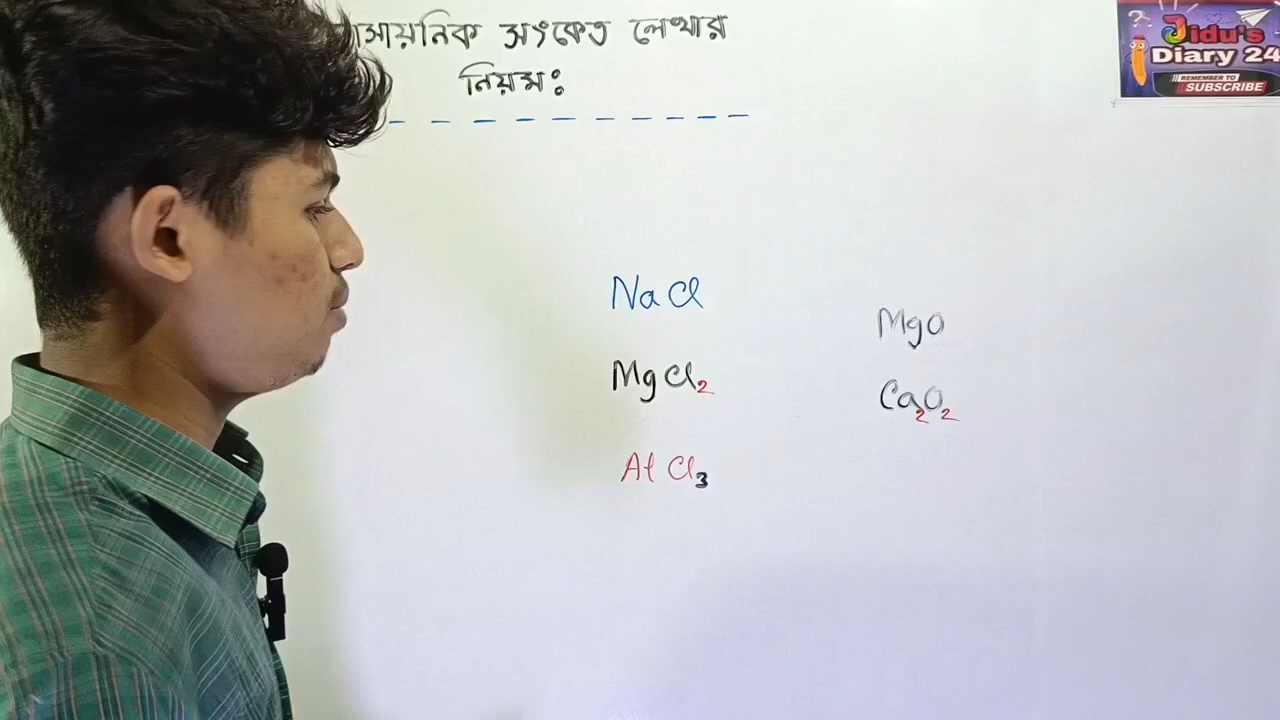 রাসায়নিক সংকেত লেখার
নিয়মঃ
Jidu's
Diary 24
REMEMBER TO
SUBSCRIBE
NaCl
MgCl₂
AlCl₃
MgO
Ca₂O₂